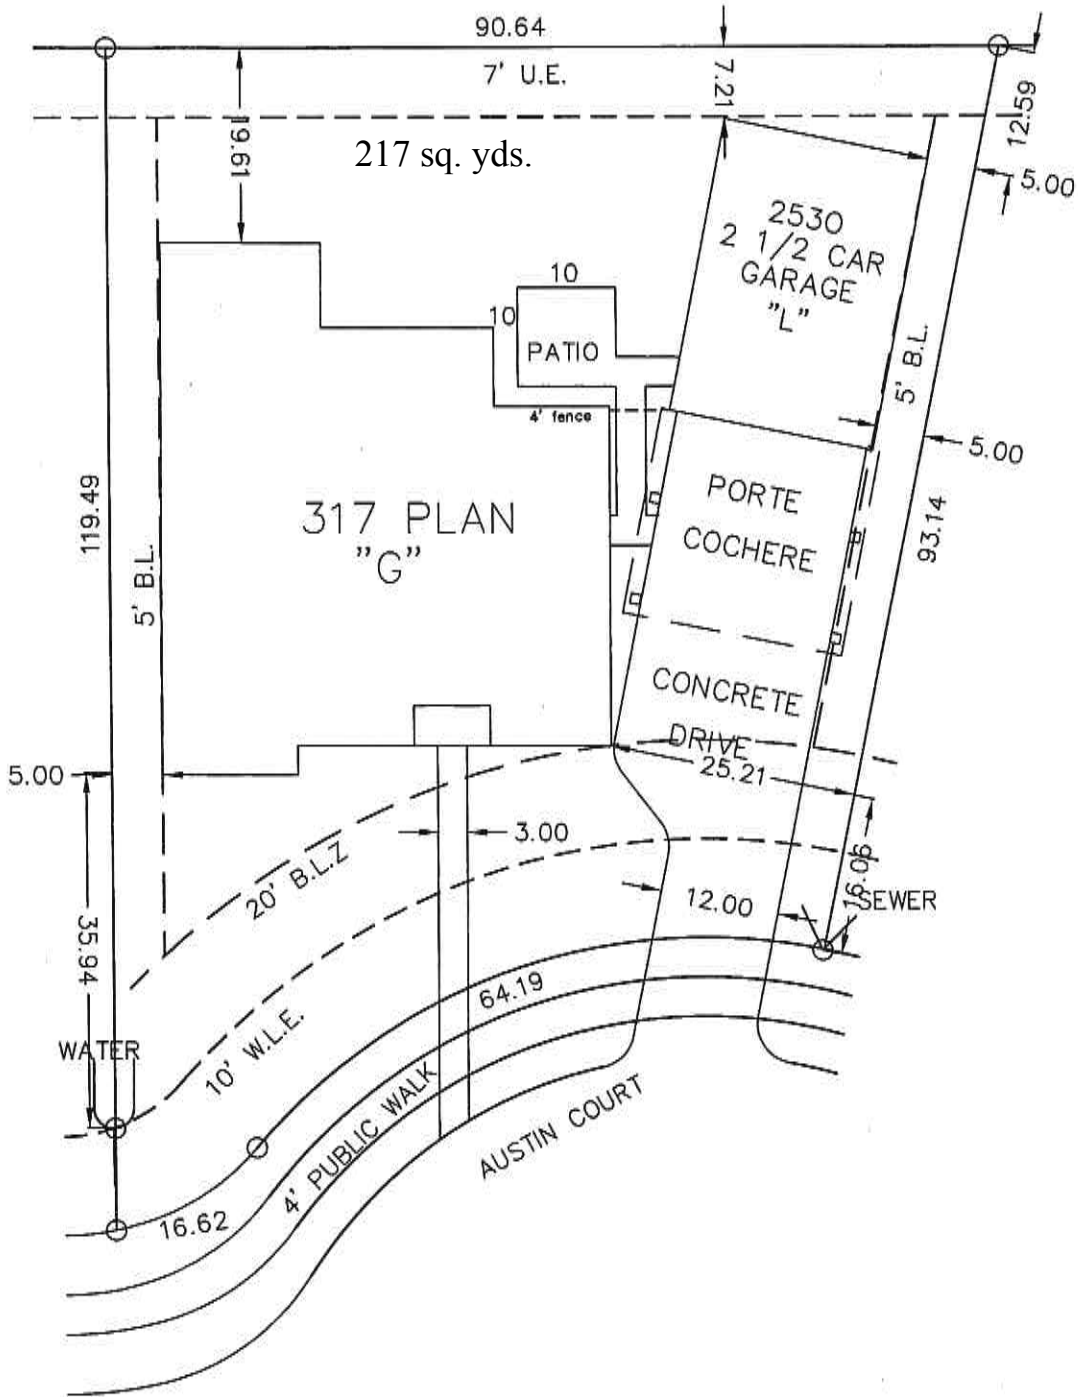 90.64
7' U.E.
7.21
12.59
19.61
217 sq. yds.
5.00
2530
2 1/2 CAR
GARAGE
"L"
10
10
PATIO
5' B.L.
4' fence
5.00
119.49
317 PLAN
"G"
PORTE
COCHERE
93.14
5' B.L.
CONCRETE
DRIVE
25.21
5.00
3.00
20' B.L.Z
16.06
12.00
SEWER
35.94
64.19
WATER
10' W.L.E.
4' PUBLIC WALK
AUSTIN COURT
16.62